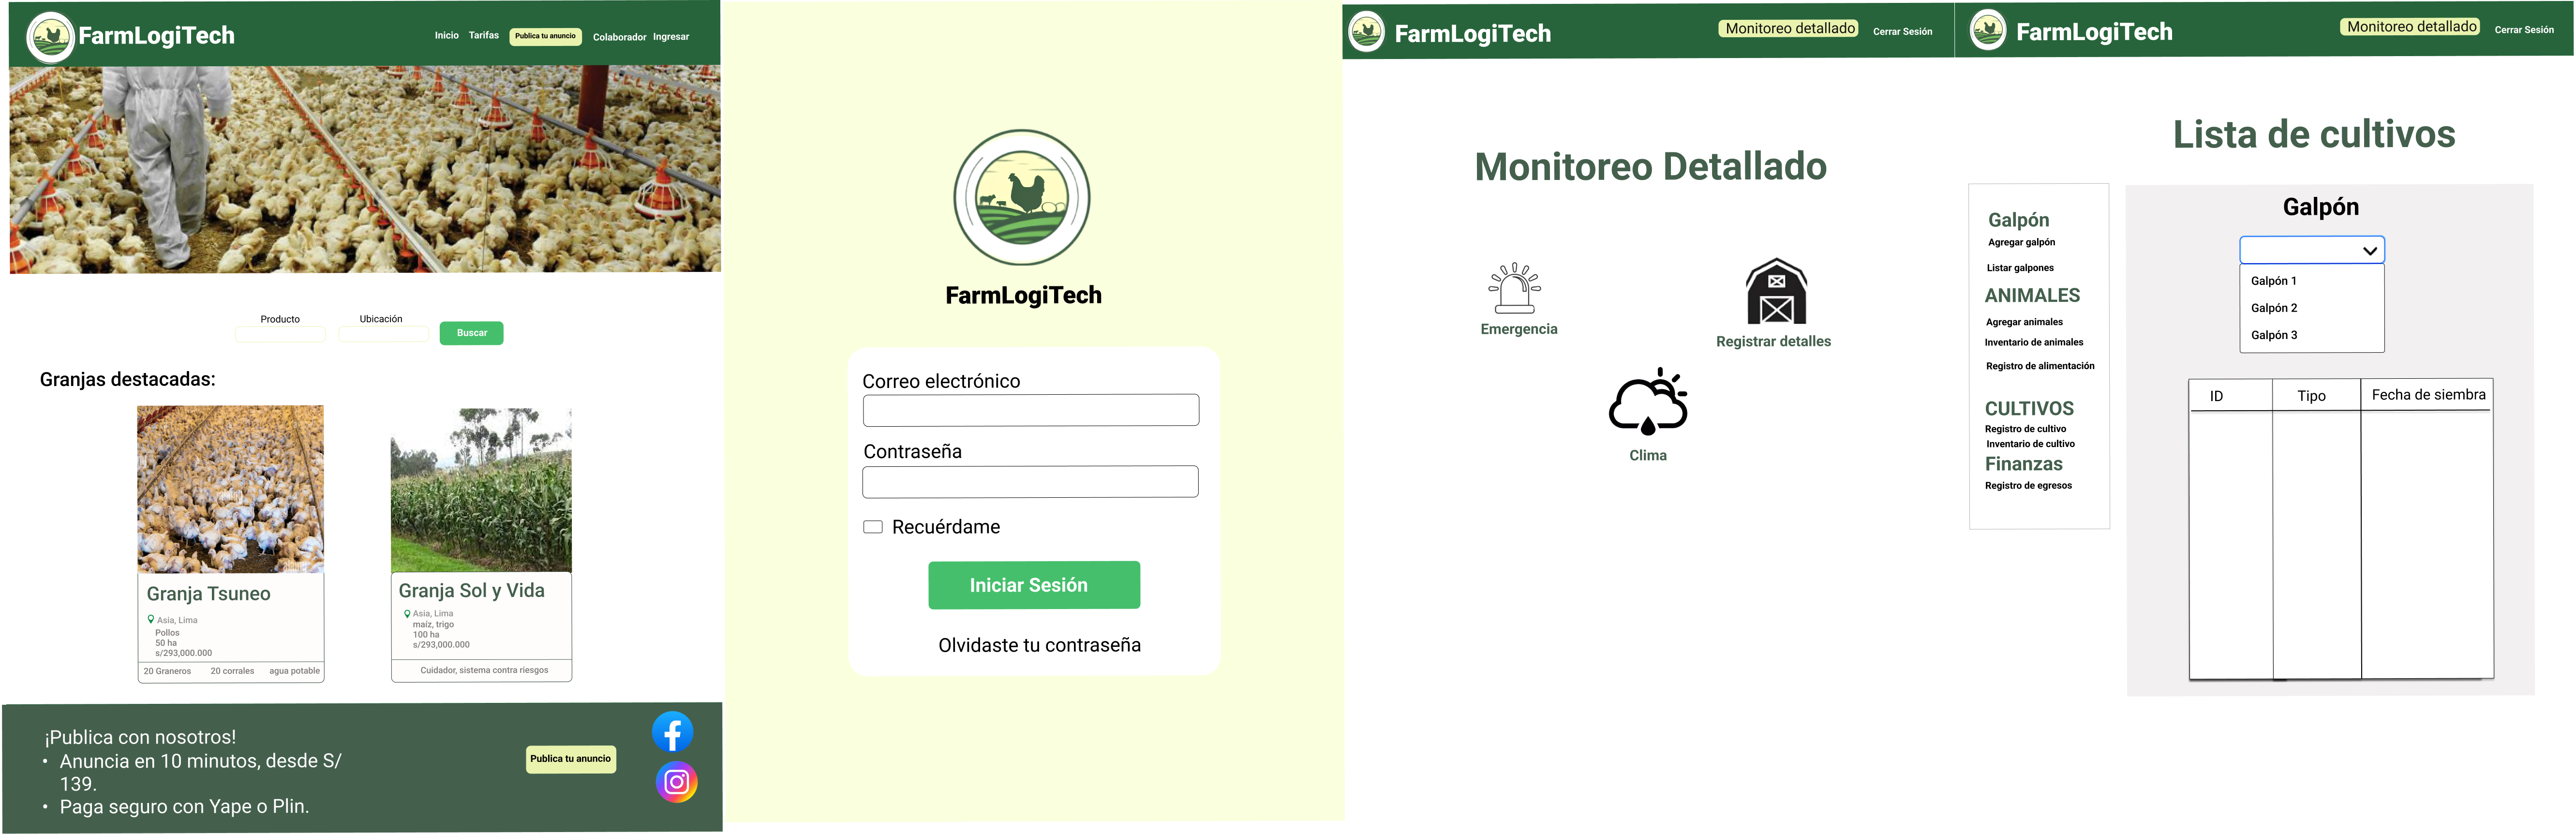 FarmLogiTech
Inicio Tarifas Publica tu anuncio Colaborador Ingresar
Producto Ubicación Buscar
Granjas destacadas:
Granja Tsuneo
Asia, Lima
Pollos
50 ha
s/293,000.000
20 Graneros 20 corrales agua potable
Granja Sol y Vida
Asia, Lima
maíz, trigo
100 ha
s/293,000.000
Cuidador, sistema contra riesgos
¡Publica con nosotros!
• Anuncia en 10 minutos, desde S/
139.
• Paga seguro con Yape o Plin.
Publica tu anuncio
FarmLogiTech
Correo electrónico
Contraseña
Recuérdame
Iniciar Sesión
Olvidaste tu contraseña
FarmLogiTech Monitoreo detallado Cerrar Sesión
Monitoreo Detallado
Emergencia
Registrar detalles
Clima
FarmLogiTech Monitoreo detallado Cerrar Sesión
Lista de cultivos
Galpón
Agregar galpón
Listar galpones
ANIMALES
Agregar animales
Inventario de animales
Registro de alimentación
CULTIVOS
Registro de cultivo
Inventario de cultivo
Finanzas
Registro de egresos
Galpón
Galpón 1
Galpón 2
Galpón 3
ID Tipo Fecha de siembra